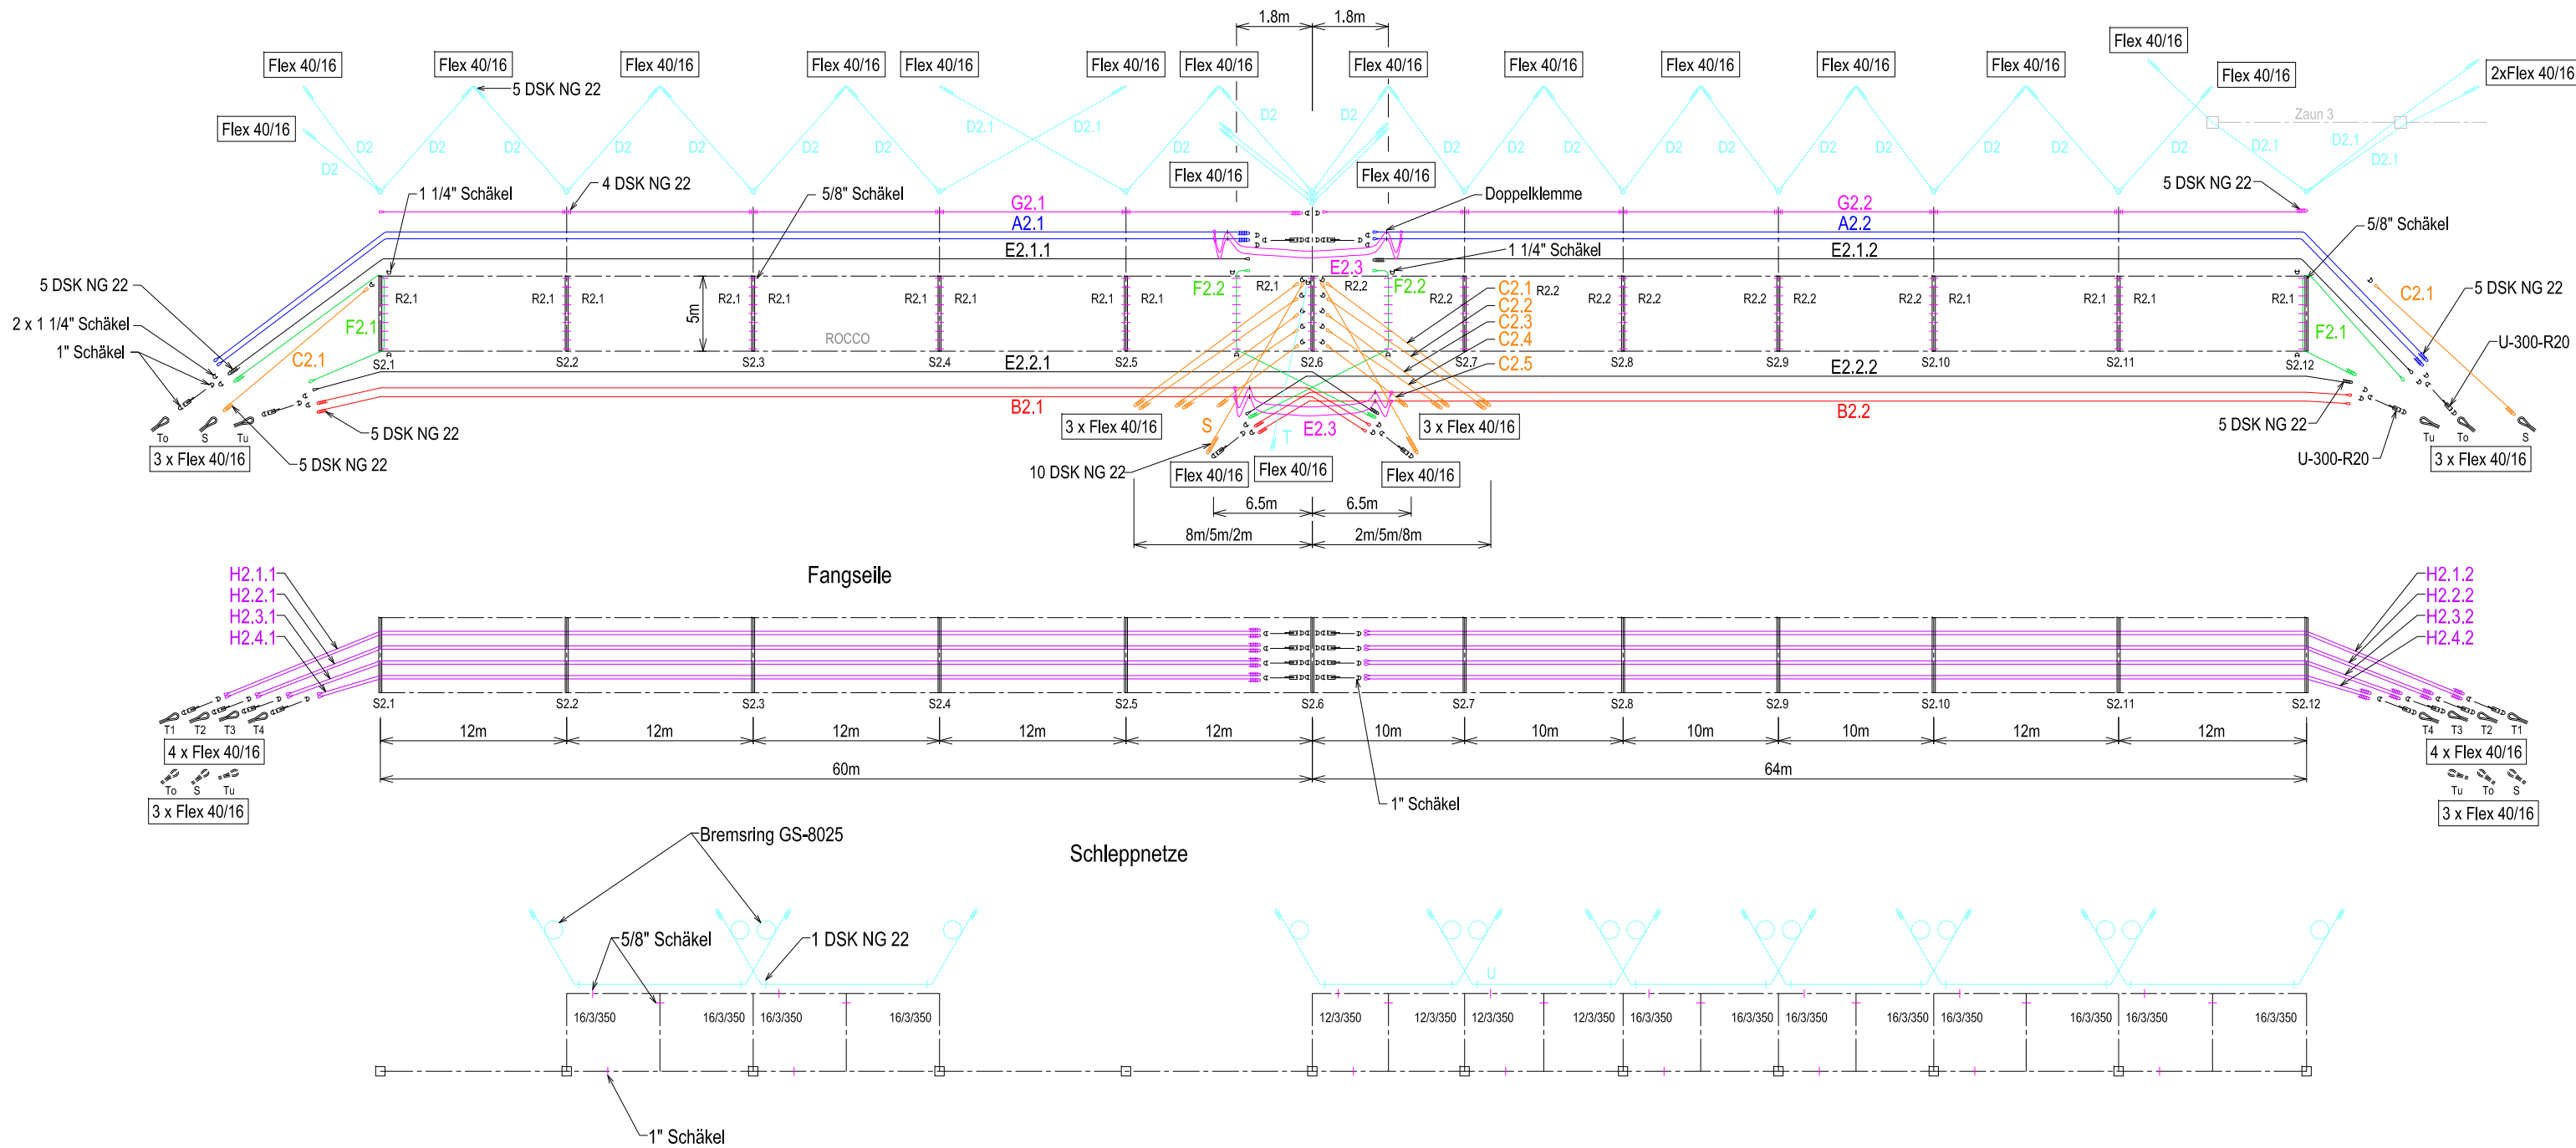 1.8m 1.8m
Flex 40/16 Flex 40/16 Flex 40/16 Flex 40/16 Flex 40/16 Flex 40/16 Flex 40/16 Flex 40/16 Flex 40/16 Flex 40/16 Flex 40/16 Flex 40/16 Flex 40/16 Flex 40/16 2xFlex 40/16
5 DSK NG 22
Flex 40/16
Zaun 3
D2 D2 D2 D2 D2 D2 D2 D2 D2.1 D2.1 D2 D2 D2 D2 D2 D2 D2 D2 D2 D2 D2 D2 D2 D2.1 D2.1 D2.1
Flex 40/16 Flex 40/16
1 1/4" Schäkel 4 DSK NG 22 5/8" Schäkel Doppelklemme 5 DSK NG 22
G2.1 G2.2
A2.1 A2.2 5/8" Schäkel
E2.1.1 1 1/4" Schäkel E2.1.2
E2.3
5 DSK NG 22 F2.2 F2.2 C2.1 C2.1 5 DSK NG 22
R2.1 R2.1 R2.1 R2.1 R2.1 R2.1 R2.1 R2.1 R2.1 R2.1 R2.2 R2.2 R2.2 R2.2 R2.2 R2.2 R2.2 R2.2 R2.1 R2.1 R2.1 R2.1
5m
C2.2
2 x 1 1/4" Schäkel F2.1 ROCCO C2.3 F2.1
1" Schäkel C2.1 C2.4 U-300-R20
S2.1 S2.2 S2.3 S2.4 S2.5 S2.6 S2.7 S2.8 S2.9 S2.10 S2.11 S2.12
E2.2.1 C2.5 E2.2.2
B2.1 B2.2
3 x Flex 40/16 S T E2.3 3 x Flex 40/16
5 DSK NG 22 5 DSK NG 22
To S Tu Tu To S
3 x Flex 40/16 5 DSK NG 22 10 DSK NG 22 Flex 40/16 Flex 40/16 Flex 40/16 U-300-R20 3 x Flex 40/16
6.5m 6.5m
8m/5m/2m 2m/5m/8m
Fangseile
H2.1.1 H2.1.2
H2.2.1 H2.2.2
H2.3.1 H2.3.2
H2.4.1 H2.4.2
S2.1 S2.2 S2.3 S2.4 S2.5 S2.6 S2.7 S2.8 S2.9 S2.10 S2.11 S2.12
T1 T2 T3 T4 T4 T3 T2 T1
12m 12m 12m 12m 12m 10m 10m 10m 10m 12m 12m
4 x Flex 40/16 4 x Flex 40/16
60m 64m
To S Tu Tu To S
3 x Flex 40/16 1" Schäkel 3 x Flex 40/16
Bremsring GS-8025
Schleppnetze
5/8" Schäkel 1 DSK NG 22
U
16/3/350 16/3/350 16/3/350 16/3/350 12/3/350 12/3/350 12/3/350 12/3/350 16/3/350 16/3/350 16/3/350 16/3/350 16/3/350 16/3/350 16/3/350 16/3/350
1" Schäkel